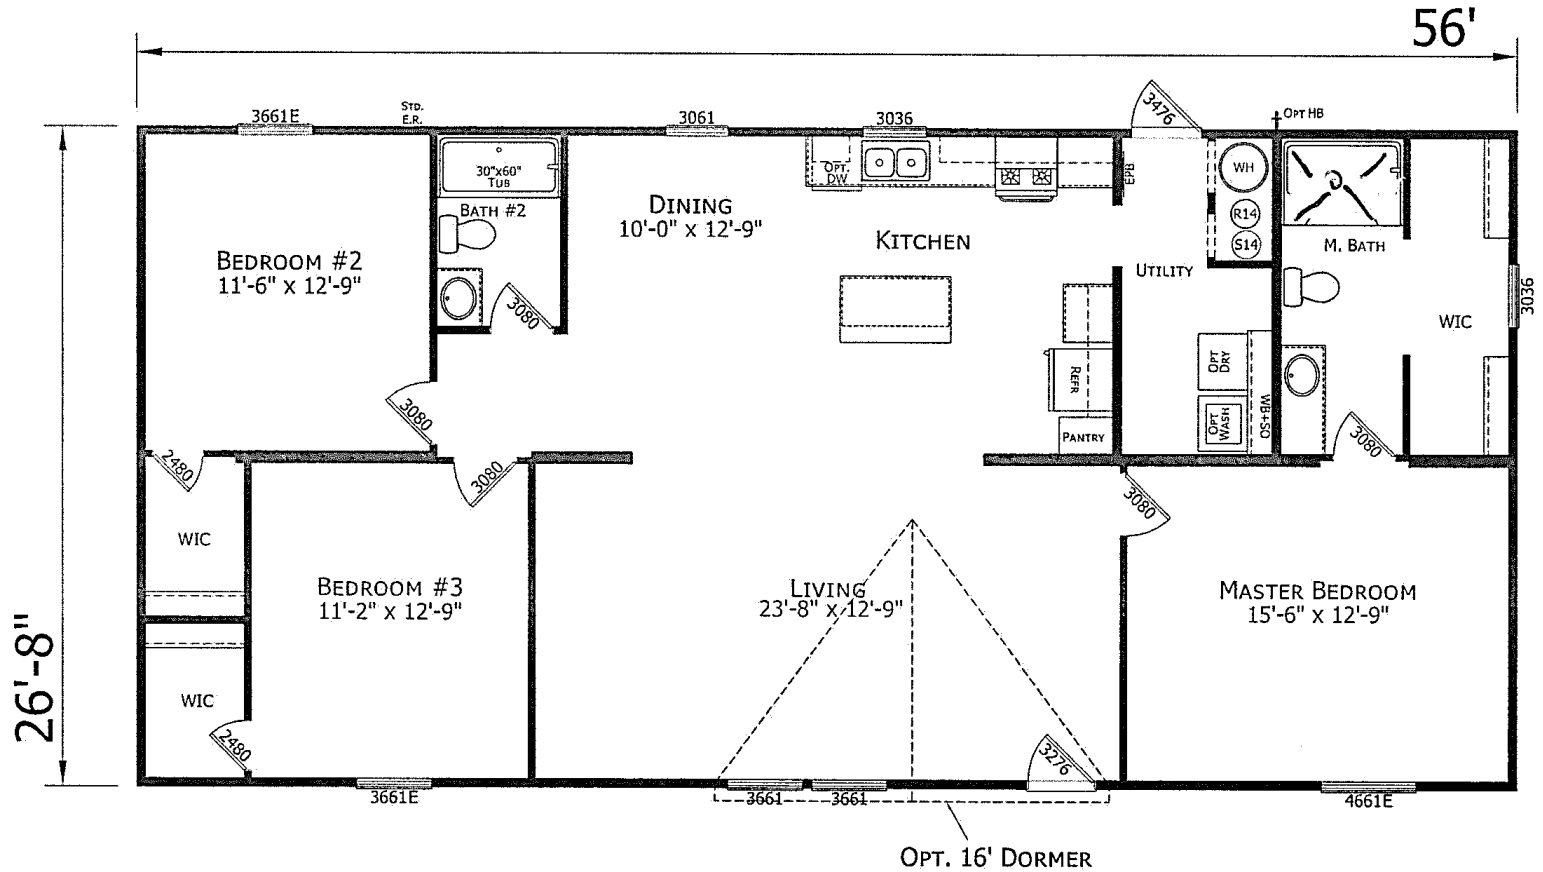 56'
STD.
E.R.
3661E
3061
3036
3476
OPT HB
30"x60"
TUB
OPT.
DW
EPB
WH
R14
S14
BATH #2
DINING
10'-0" x 12'-9"
KITCHEN
M. BATH
BEDROOM #2
11'-6" x 12'-9"
UTILITY
3080
3036
WIC
OPT
DRY
REFR
3080
OPT
WASH
WB+SO
PANTRY
3080
2480
3080
3080
WIC
BEDROOM #3
11'-2" x 12'-9"
LIVING
23'-8" x 12'-9"
MASTER BEDROOM
15'-6" x 12'-9"
26'-8"
WIC
2480
3276
3661E
3661
3661
4661E
OPT. 16' DORMER